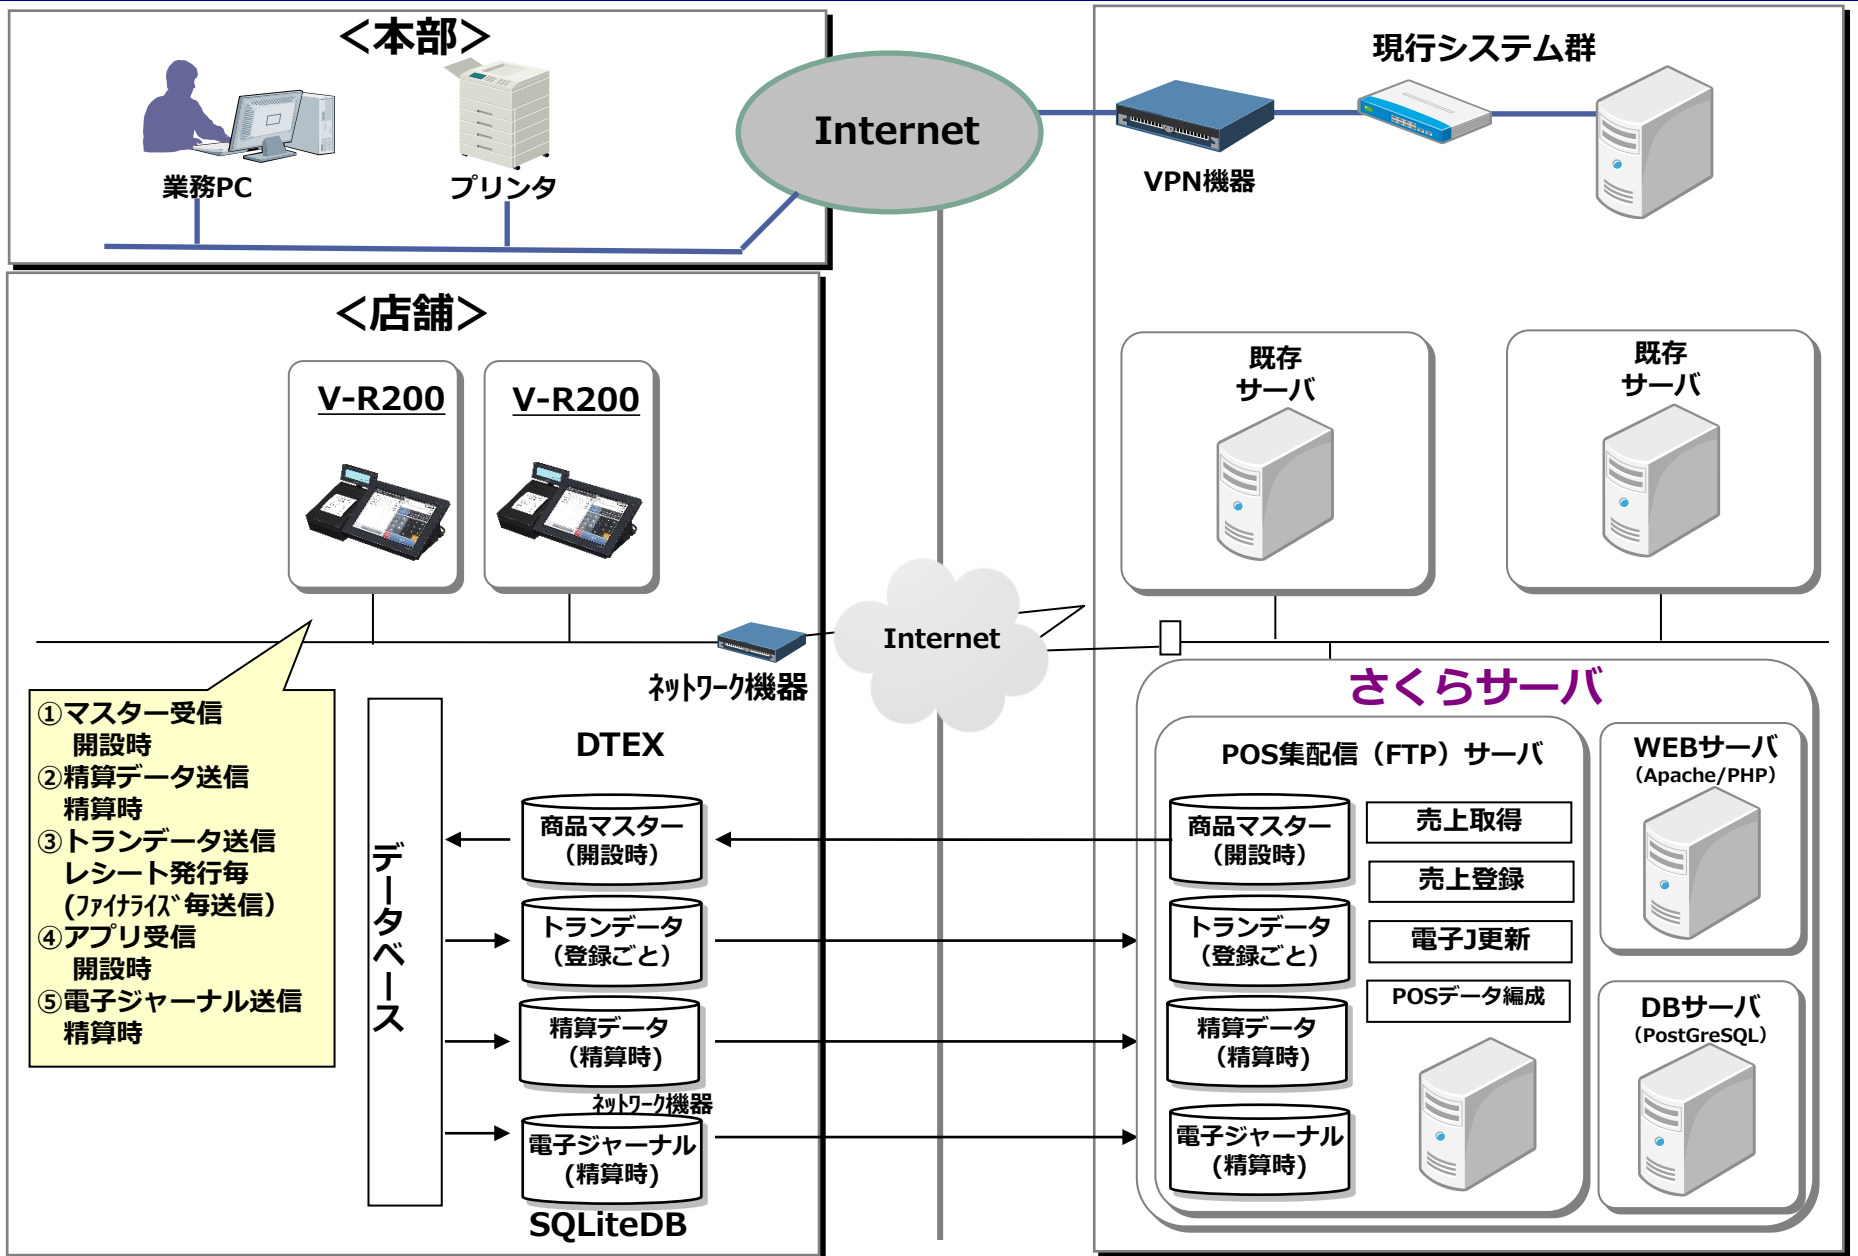 ＜本部＞
業務PC
プリンタ
Internet
現行システム群
VPN機器
＜店舗＞
V-R200
V-R200
既存
サーバ
既存
サーバ
Internet
ﾈｯﾄﾜｰｸ機器
①マスター受信
開設時
②精算データ送信
精算時
③トランデータ送信
レシート発行毎
(ﾌｧｲﾅﾗｲｽﾞ毎送信）
④アプリ受信
開設時
⑤電子ジャーナル送信
精算時
データベース
DTEX
商品マスター
（開設時）
トランデータ
（登録ごと）
精算データ
（精算時)
ﾈｯﾄﾜｰｸ機器
電子ジャーナル
(精算時)
SQLiteDB
さくらサーバ
POS集配信（FTP）サーバ
商品マスター
（開設時）
トランデータ
（登録ごと）
精算データ
（精算時)
電子ジャーナル
(精算時)
売上取得
売上登録
電子J更新
POSデータ編成
WEBサーバ
（Apache/PHP）
DBサーバ
（PostGreSQL）